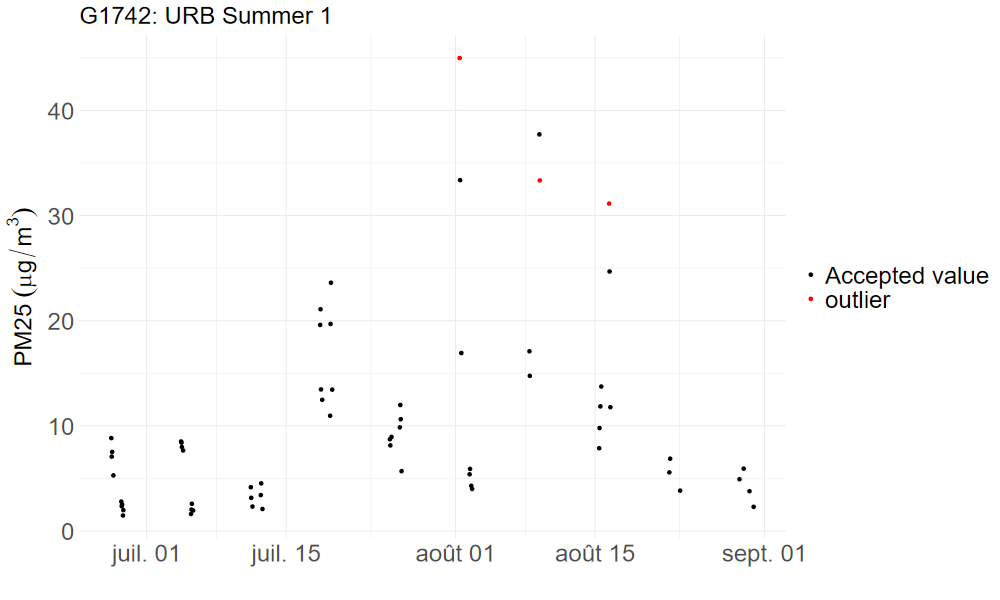 G1742: URB Summer 1
PM25 (μg/m³)
40
30
20
10
0
juil. 01 juil. 15 août 01 août 15 sept. 01
Accepted value
outlier